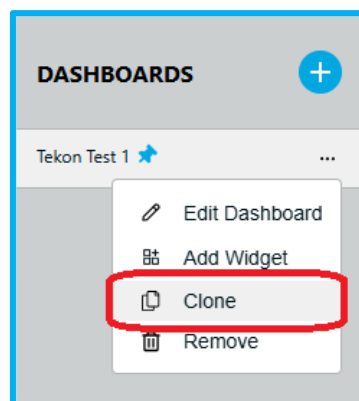 DASHBOARDS
Tekon Test 1
Edit Dashboard
Add Widget
Clone
Remove